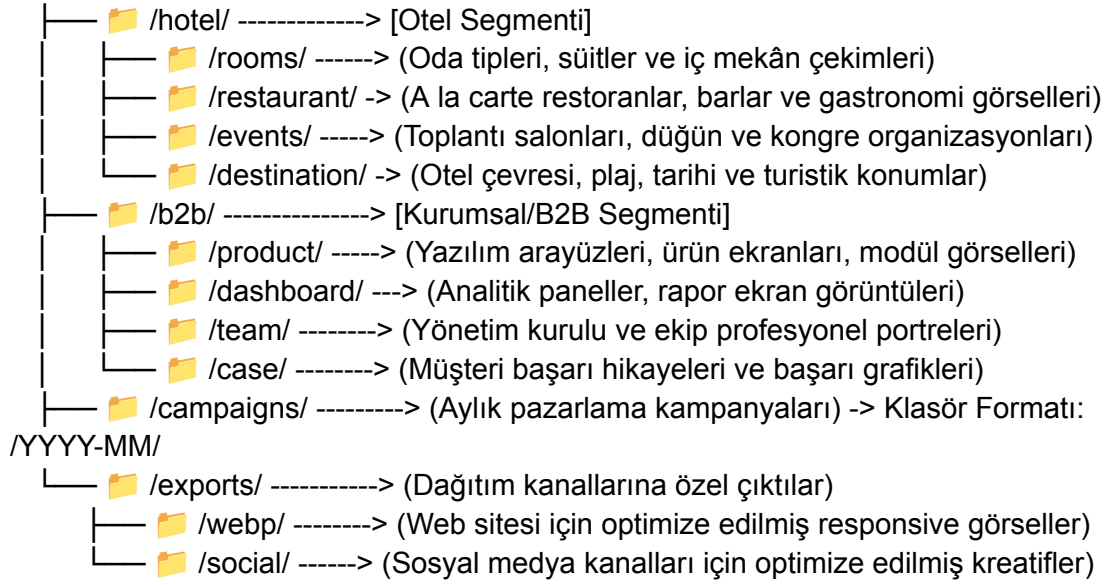 ├── 📁 /hotel/ -------------> [Otel Segmenti]
│   ├── 📁 /rooms/ ------> (Oda tipleri, süitler ve iç mekân çekimleri)
│   ├── 📁 /restaurant/ -> (A la carte restoranlar, barlar ve gastronomi görselleri)
│   ├── 📁 /events/ -----> (Toplantı salonları, düğün ve kongre organizasyonları)
│   └── 📁 /destination/ -> (Otel çevresi, plaj, tarihi ve turistik konumlar)
├── 📁 /b2b/ ---------------> [Kurumsal/B2B Segmenti]
│   ├── 📁 /product/ -----> (Yazılım arayüzleri, ürün ekranları, modül görselleri)
│   ├── 📁 /dashboard/ ---> (Analitik paneller, rapor ekran görüntüleri)
│   ├── 📁 /team/ --------> (Yönetim kurulu ve ekip profesyonel portreleri)
│   └── 📁 /case/ --------> (Müşteri başarı hikayeleri ve başarı grafikleri)
├── 📁 /campaigns/ ---------> (Aylık pazarlama kampanyaları) -> Klasör Formatı:
/YYYY-MM/
└── 📁 /exports/ -----------> (Dağıtım kanallarına özel çıktılar)
    ├── 📁 /webp/ --------> (Web sitesi için optimize edilmiş responsive görseller)
    └── 📁 /social/ ------> (Sosyal medya kanalları için optimize edilmiş kreatifler)